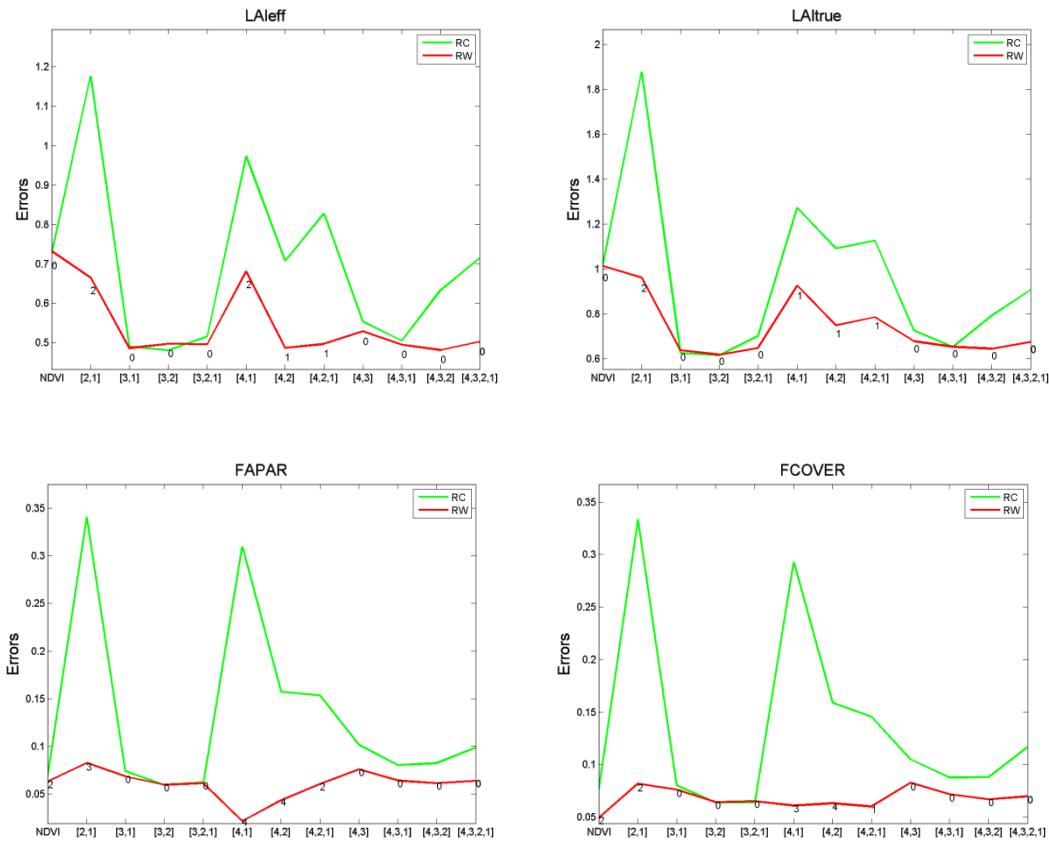 LAIeff
RC
RW
Errors
1.2
1.1
1
0.9
0.8
0.7
0.6
0.5
0 2 0 0 0 2 1 1 0 0 0 0
NDVI [2,1] [3,1] [3,2] [3,2,1] [4,1] [4,2] [4,2,1] [4,3] [4,3,1] [4,3,2] [4,3,2,1]
LAItrue
RC
RW
Errors
2
1.8
1.6
1.4
1.2
1
0.8
0.6
0 2 0 0 0 1 1 1 0 0 0 0
NDVI [2,1] [3,1] [3,2] [3,2,1] [4,1] [4,2] [4,2,1] [4,3] [4,3,1] [4,3,2] [4,3,2,1]
FAPAR
RC
RW
Errors
0.35
0.3
0.25
0.2
0.15
0.1
0.05
2 3 0 0 0 4 4 2 0 0 0 0
NDVI [2,1] [3,1] [3,2] [3,2,1] [4,1] [4,2] [4,2,1] [4,3] [4,3,1] [4,3,2] [4,3,2,1]
FCOVER
RC
RW
Errors
0.35
0.3
0.25
0.2
0.15
0.1
0.05
2 2 0 0 0 3 4 1 0 0 0 0
NDVI [2,1] [3,1] [3,2] [3,2,1] [4,1] [4,2] [4,2,1] [4,3] [4,3,1] [4,3,2] [4,3,2,1]